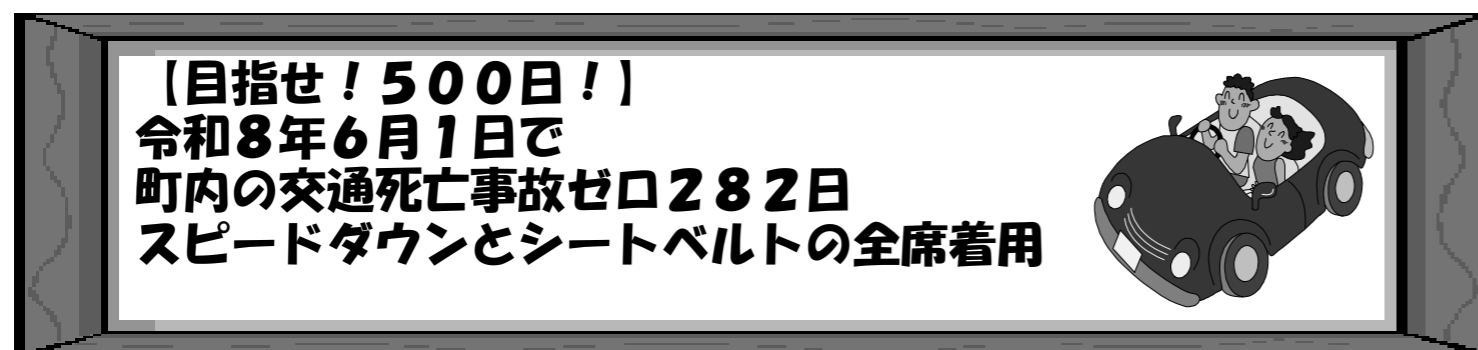 【目指せ！５００日！】
令和８年６月１日で
町内の交通死亡事故ゼロ２８２日
スピードダウンとシートベルトの全席着用